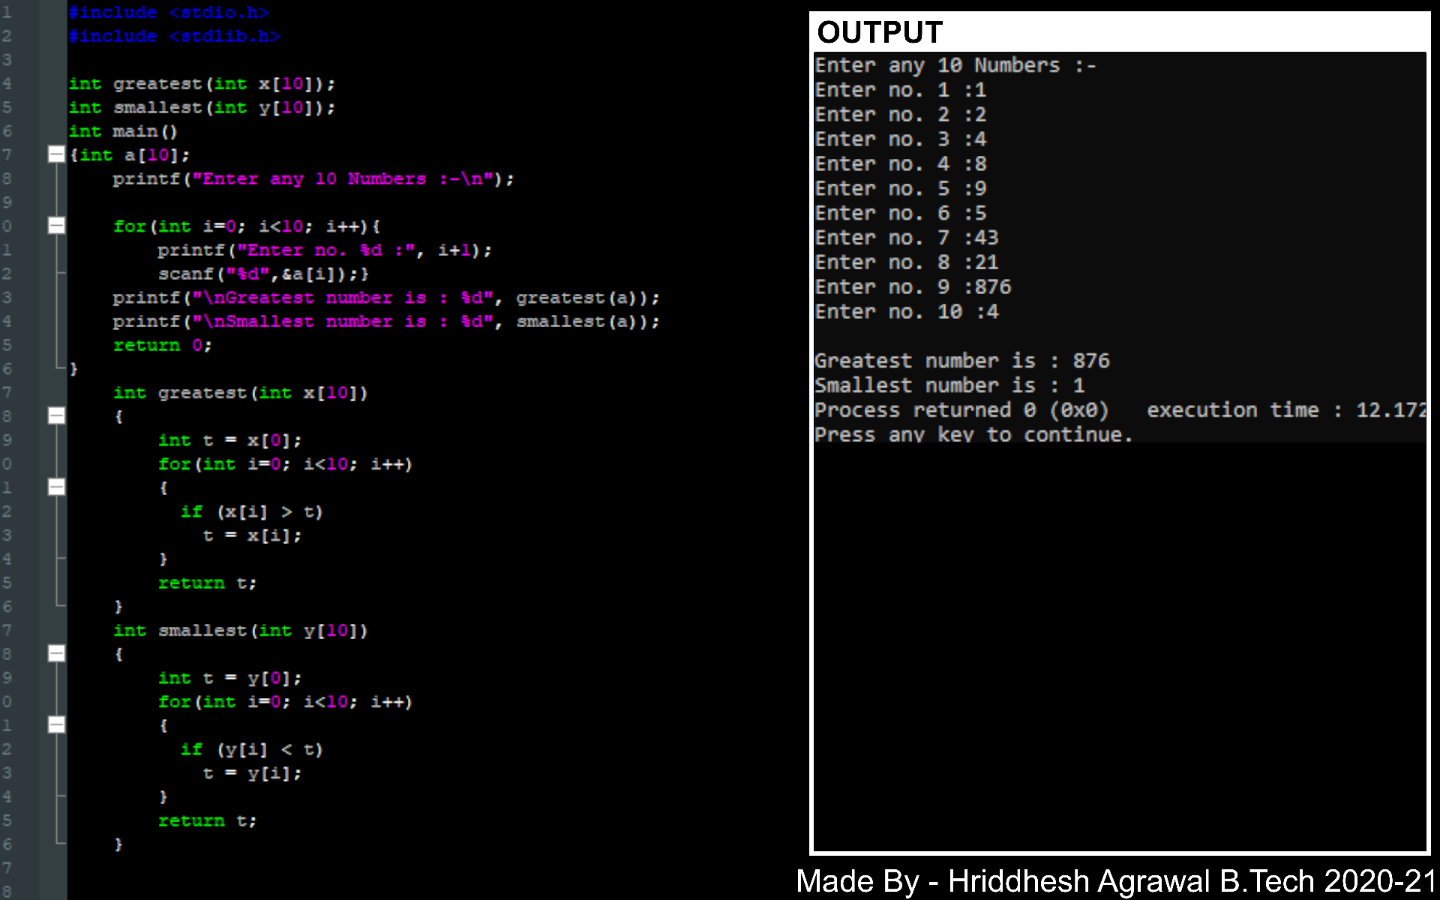 1 #include <stdio.h>
2 #include <stdlib.h>
3
4 int greatest(int x[10]);
5 int smallest(int y[10]);
6 int main()
7 {int a[10];
8     printf("Enter any 10 Numbers :-\n");
9
0     for(int i=0; i<10; i++){
1         printf("Enter no. %d :", i+1);
2         scanf("%d",&a[i]);}
3     printf("\nGreatest number is : %d", greatest(a));
4     printf("\nSmallest number is : %d", smallest(a));
5     return 0;
6 }
7     int greatest(int x[10])
8     {
9         int t = x[0];
0         for(int i=0; i<10; i++)
1         {
2           if (x[i] > t)
3             t = x[i];
4         }
5         return t;
6     }
7     int smallest(int y[10])
8     {
9         int t = y[0];
0         for(int i=0; i<10; i++)
1         {
2           if (y[i] < t)
3             t = y[i];
4         }
5         return t;
6     }
7
8
OUTPUT
Enter any 10 Numbers :-
Enter no. 1 :1
Enter no. 2 :2
Enter no. 3 :4
Enter no. 4 :8
Enter no. 5 :9
Enter no. 6 :5
Enter no. 7 :43
Enter no. 8 :21
Enter no. 9 :876
Enter no. 10 :4

Greatest number is : 876
Smallest number is : 1
Process returned 0 (0x0)   execution time : 12.172
Press any key to continue.
Made By - Hriddhesh Agrawal B.Tech 2020-21